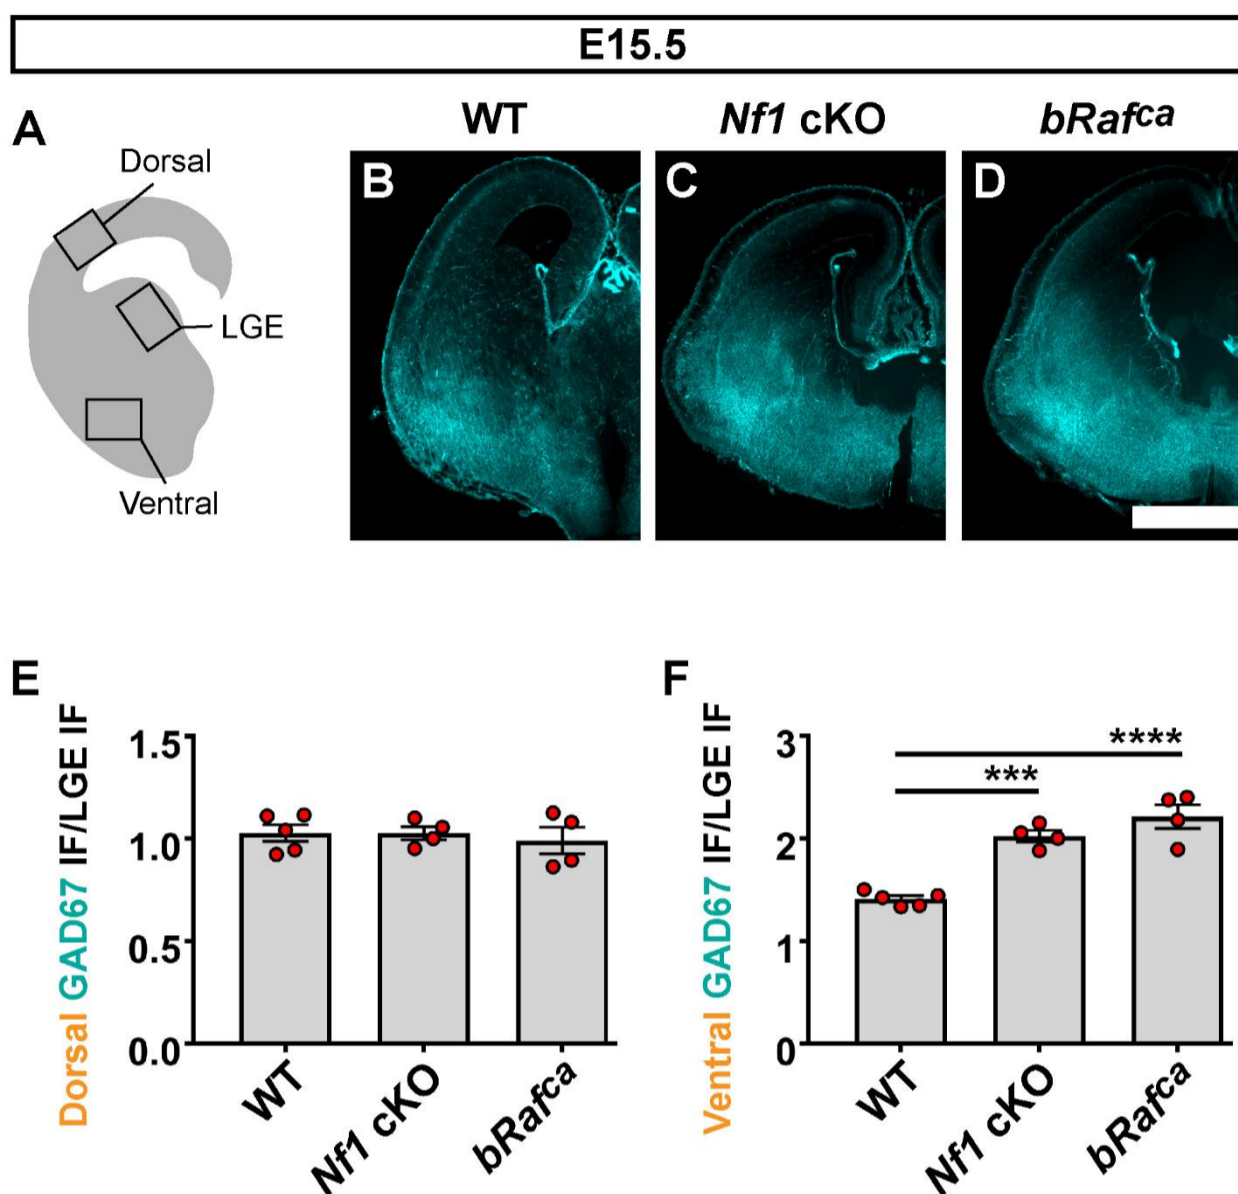 E15.5
A
WT
Nf1 cKO
bRafca
Dorsal
LGE
Ventral
B
C
D
E
Dorsal GAD67 IF/LGE IF
1.5
1.0
0.5
0.0
WT
Nf1 cKO
bRafca
F
Ventral GAD67 IF/LGE IF
3
2
1
0
***
****
WT
Nf1 cKO
bRafca